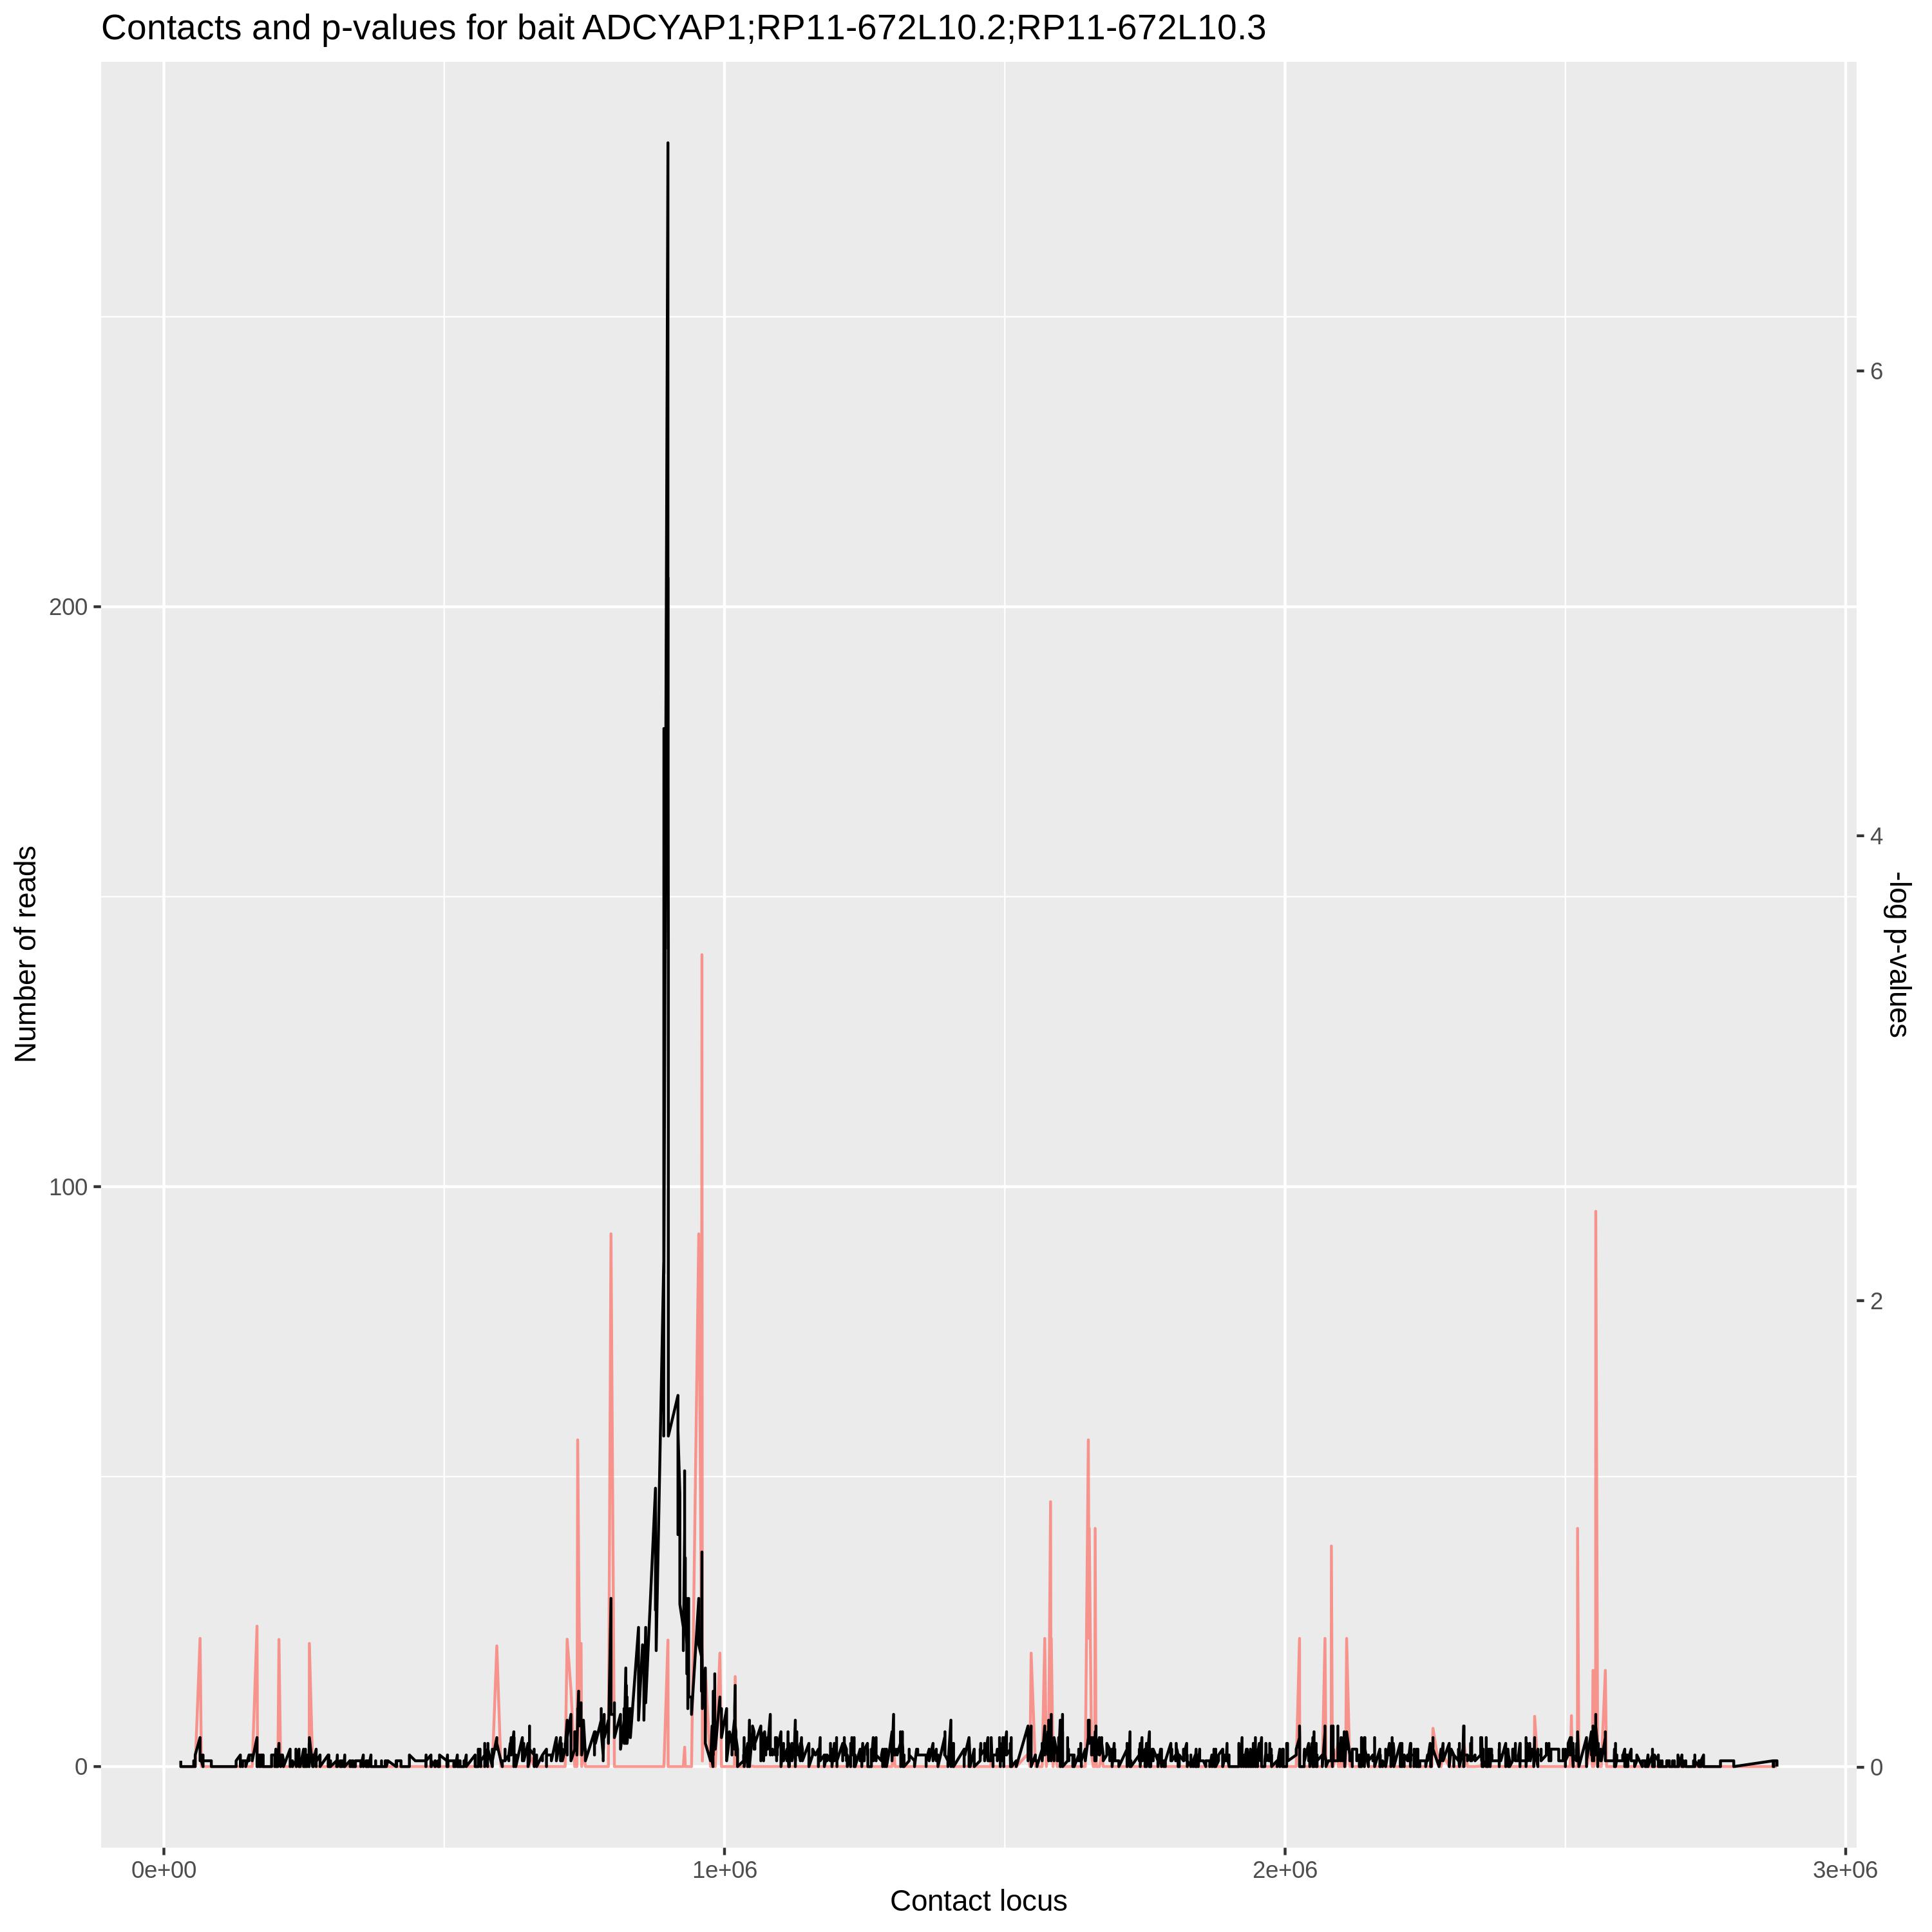 Contacts and p-values for bait ADCYAP1;RP11-672L10.2;RP11-672L10.3
Number of reads
200
100
0
6
4
2
0
-log p-values
0e+00
1e+06
2e+06
3e+06
Contact locus